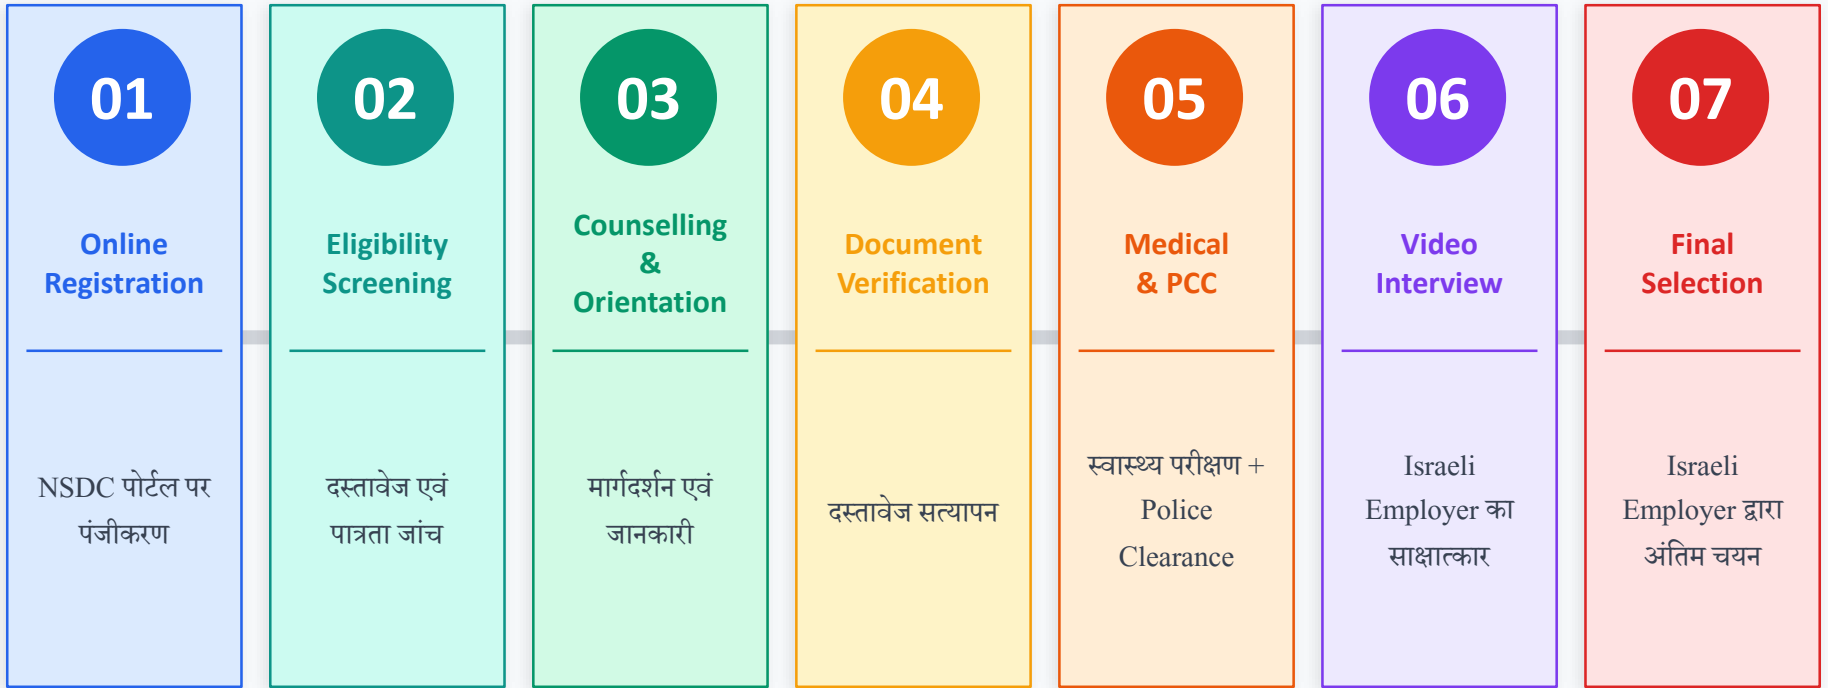 01
Online
Registration
NSDC पोर्टल पर
पंजीकरण
02
Eligibility
Screening
दस्तावेज एवं
पात्रता जांच
03
Counselling
&
Orientation
मार्गदर्शन एवं
जानकारी
04
Document
Verification
दस्तावेज सत्यापन
05
Medical
& PCC
स्वास्थ्य परीक्षण +
Police
Clearance
06
Video
Interview
Israeli
Employer का
साक्षात्कार
07
Final
Selection
Israeli
Employer द्वारा
अंतिम चयन